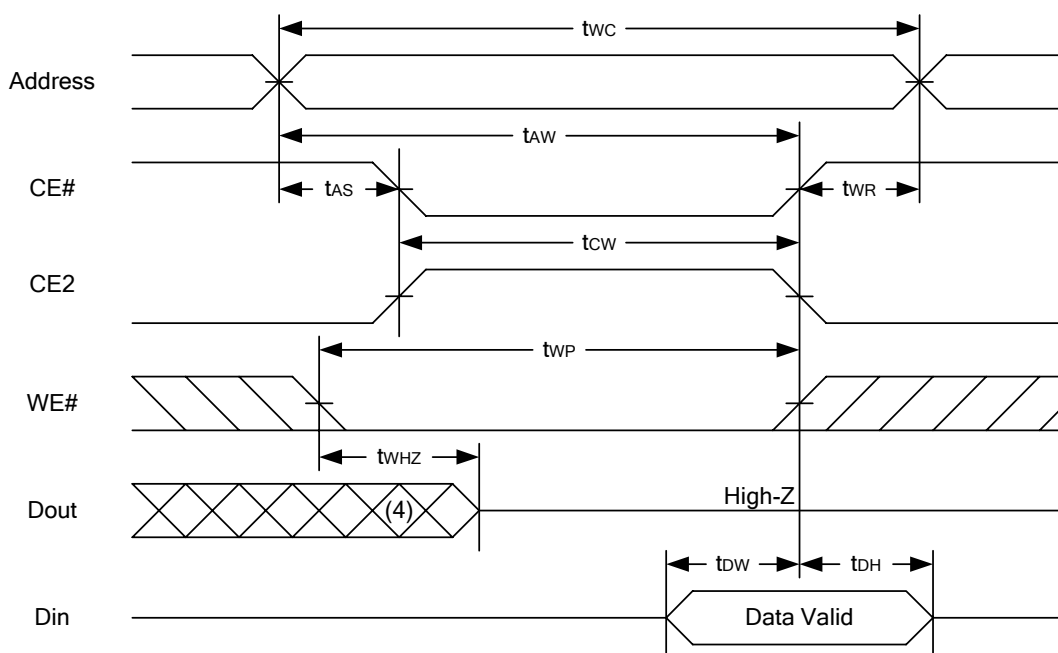 tWC
Address
tAW
CE#
tAS
tWR
tCW
CE2
tWP
WE#
tWHZ
Dout
(4)
High-Z
tDW
tDH
Din
Data Valid